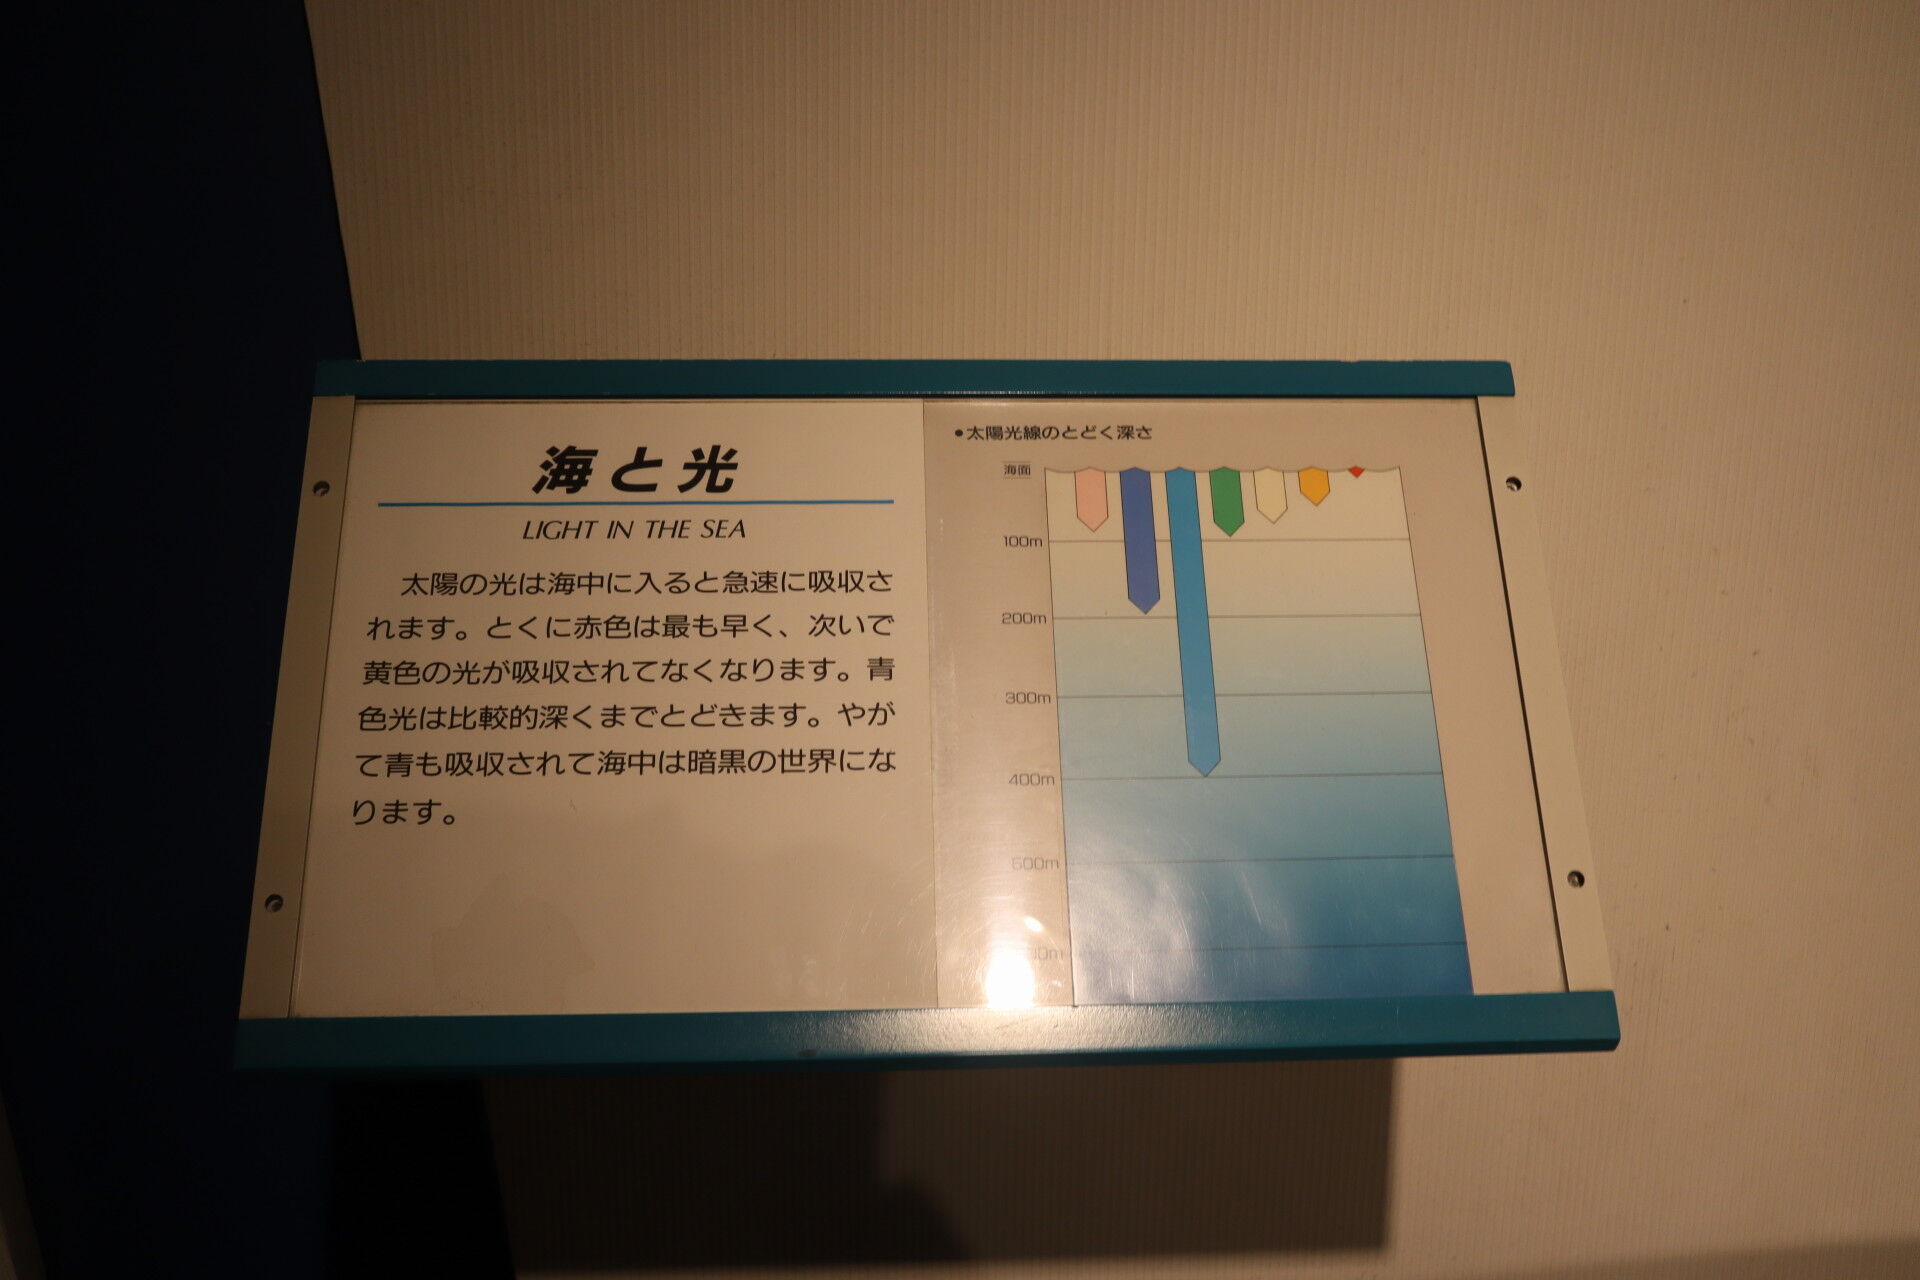 海と光
LIGHT IN THE SEA
太陽の光は海中に入ると急速に吸収さ
れます。とくに赤色は最も早く、次いで
黄色の光が吸収されてなくなります。青
色光は比較的深くまでとどきます。やが
て青も吸収されて海中は暗黒の世界にな
ります。
•太陽光線のとどく深さ
海面
100m
200m
300m
400m
500m